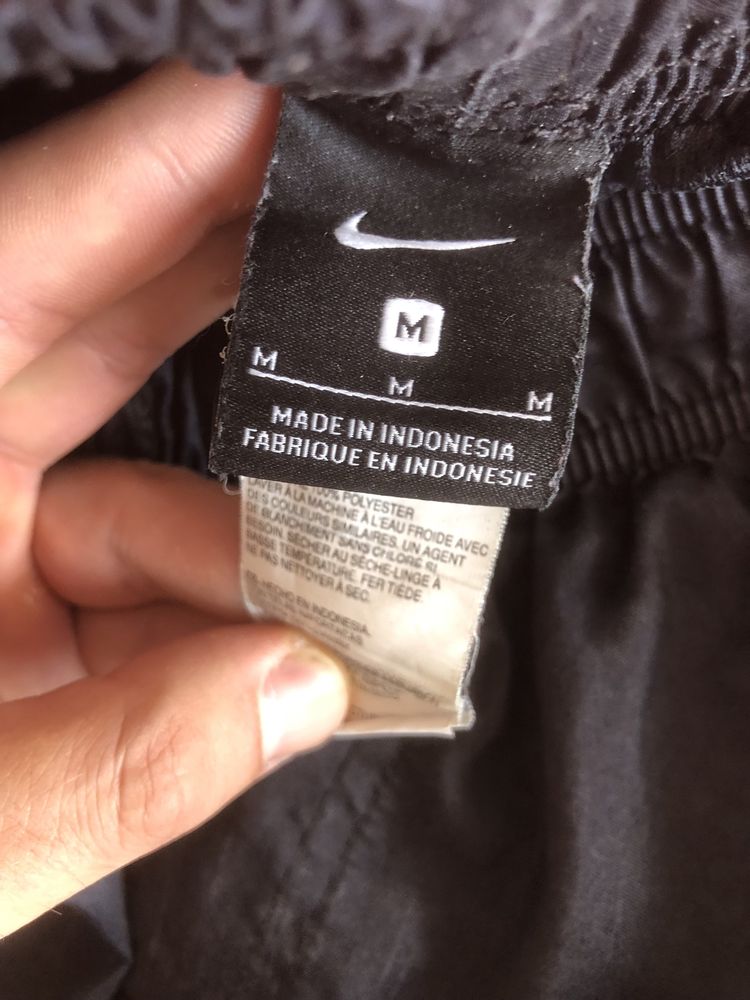 M
M
M
M
MADE IN INDONESIA
FABRIQUE EN INDONESIE
100% POLYESTER
LAVER À LA MACHINE À L'EAU FROIDE AVEC
DES COULEURS SIMILAIRES. UN AGENT
DE BLANCHIMENT SANS CHLORE SI
BESOIN. SÉCHER AU SÈCHE-LINGE À
BASSE TEMPÉRATURE. FER TIÈDE.
NE PAS NETTOYER À SEC.
HECHO EN INDONESIA.